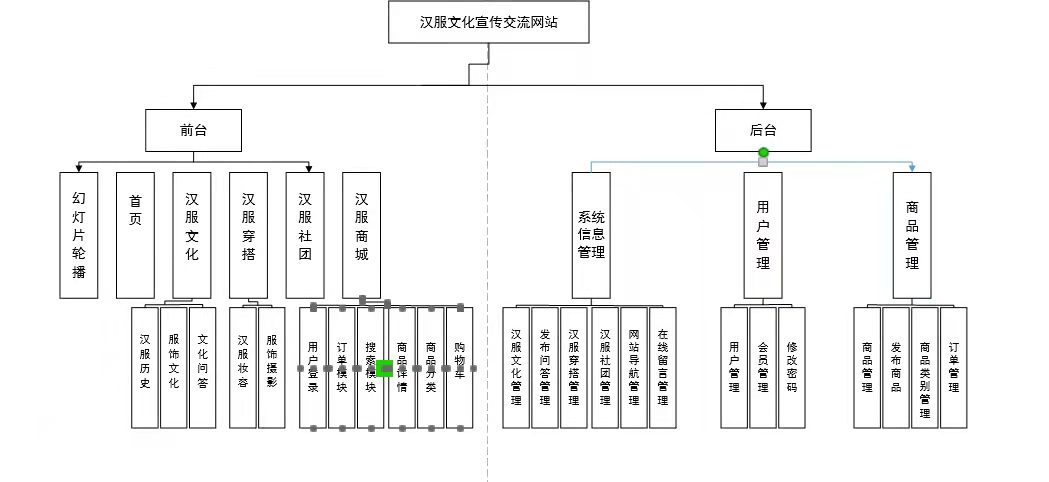 汉服文化宣传交流网站
前台
后台
幻灯片轮播
首页
汉服文化
汉服穿搭
汉服社团
汉服商城
系统
信息
管理
用户管理
商品管理
汉服历史
服饰文化
文化问答
汉服妆容
服饰摄影
用户登录
订单模块
搜索模块
商品详情
商品分类
购物车
汉服文化管理
发布问答管理
汉服穿搭管理
汉服社团管理
网站导航管理
在线留言管理
用户管理
会员管理
修改密码
商品管理
发布商品
商品类别管理
订单管理